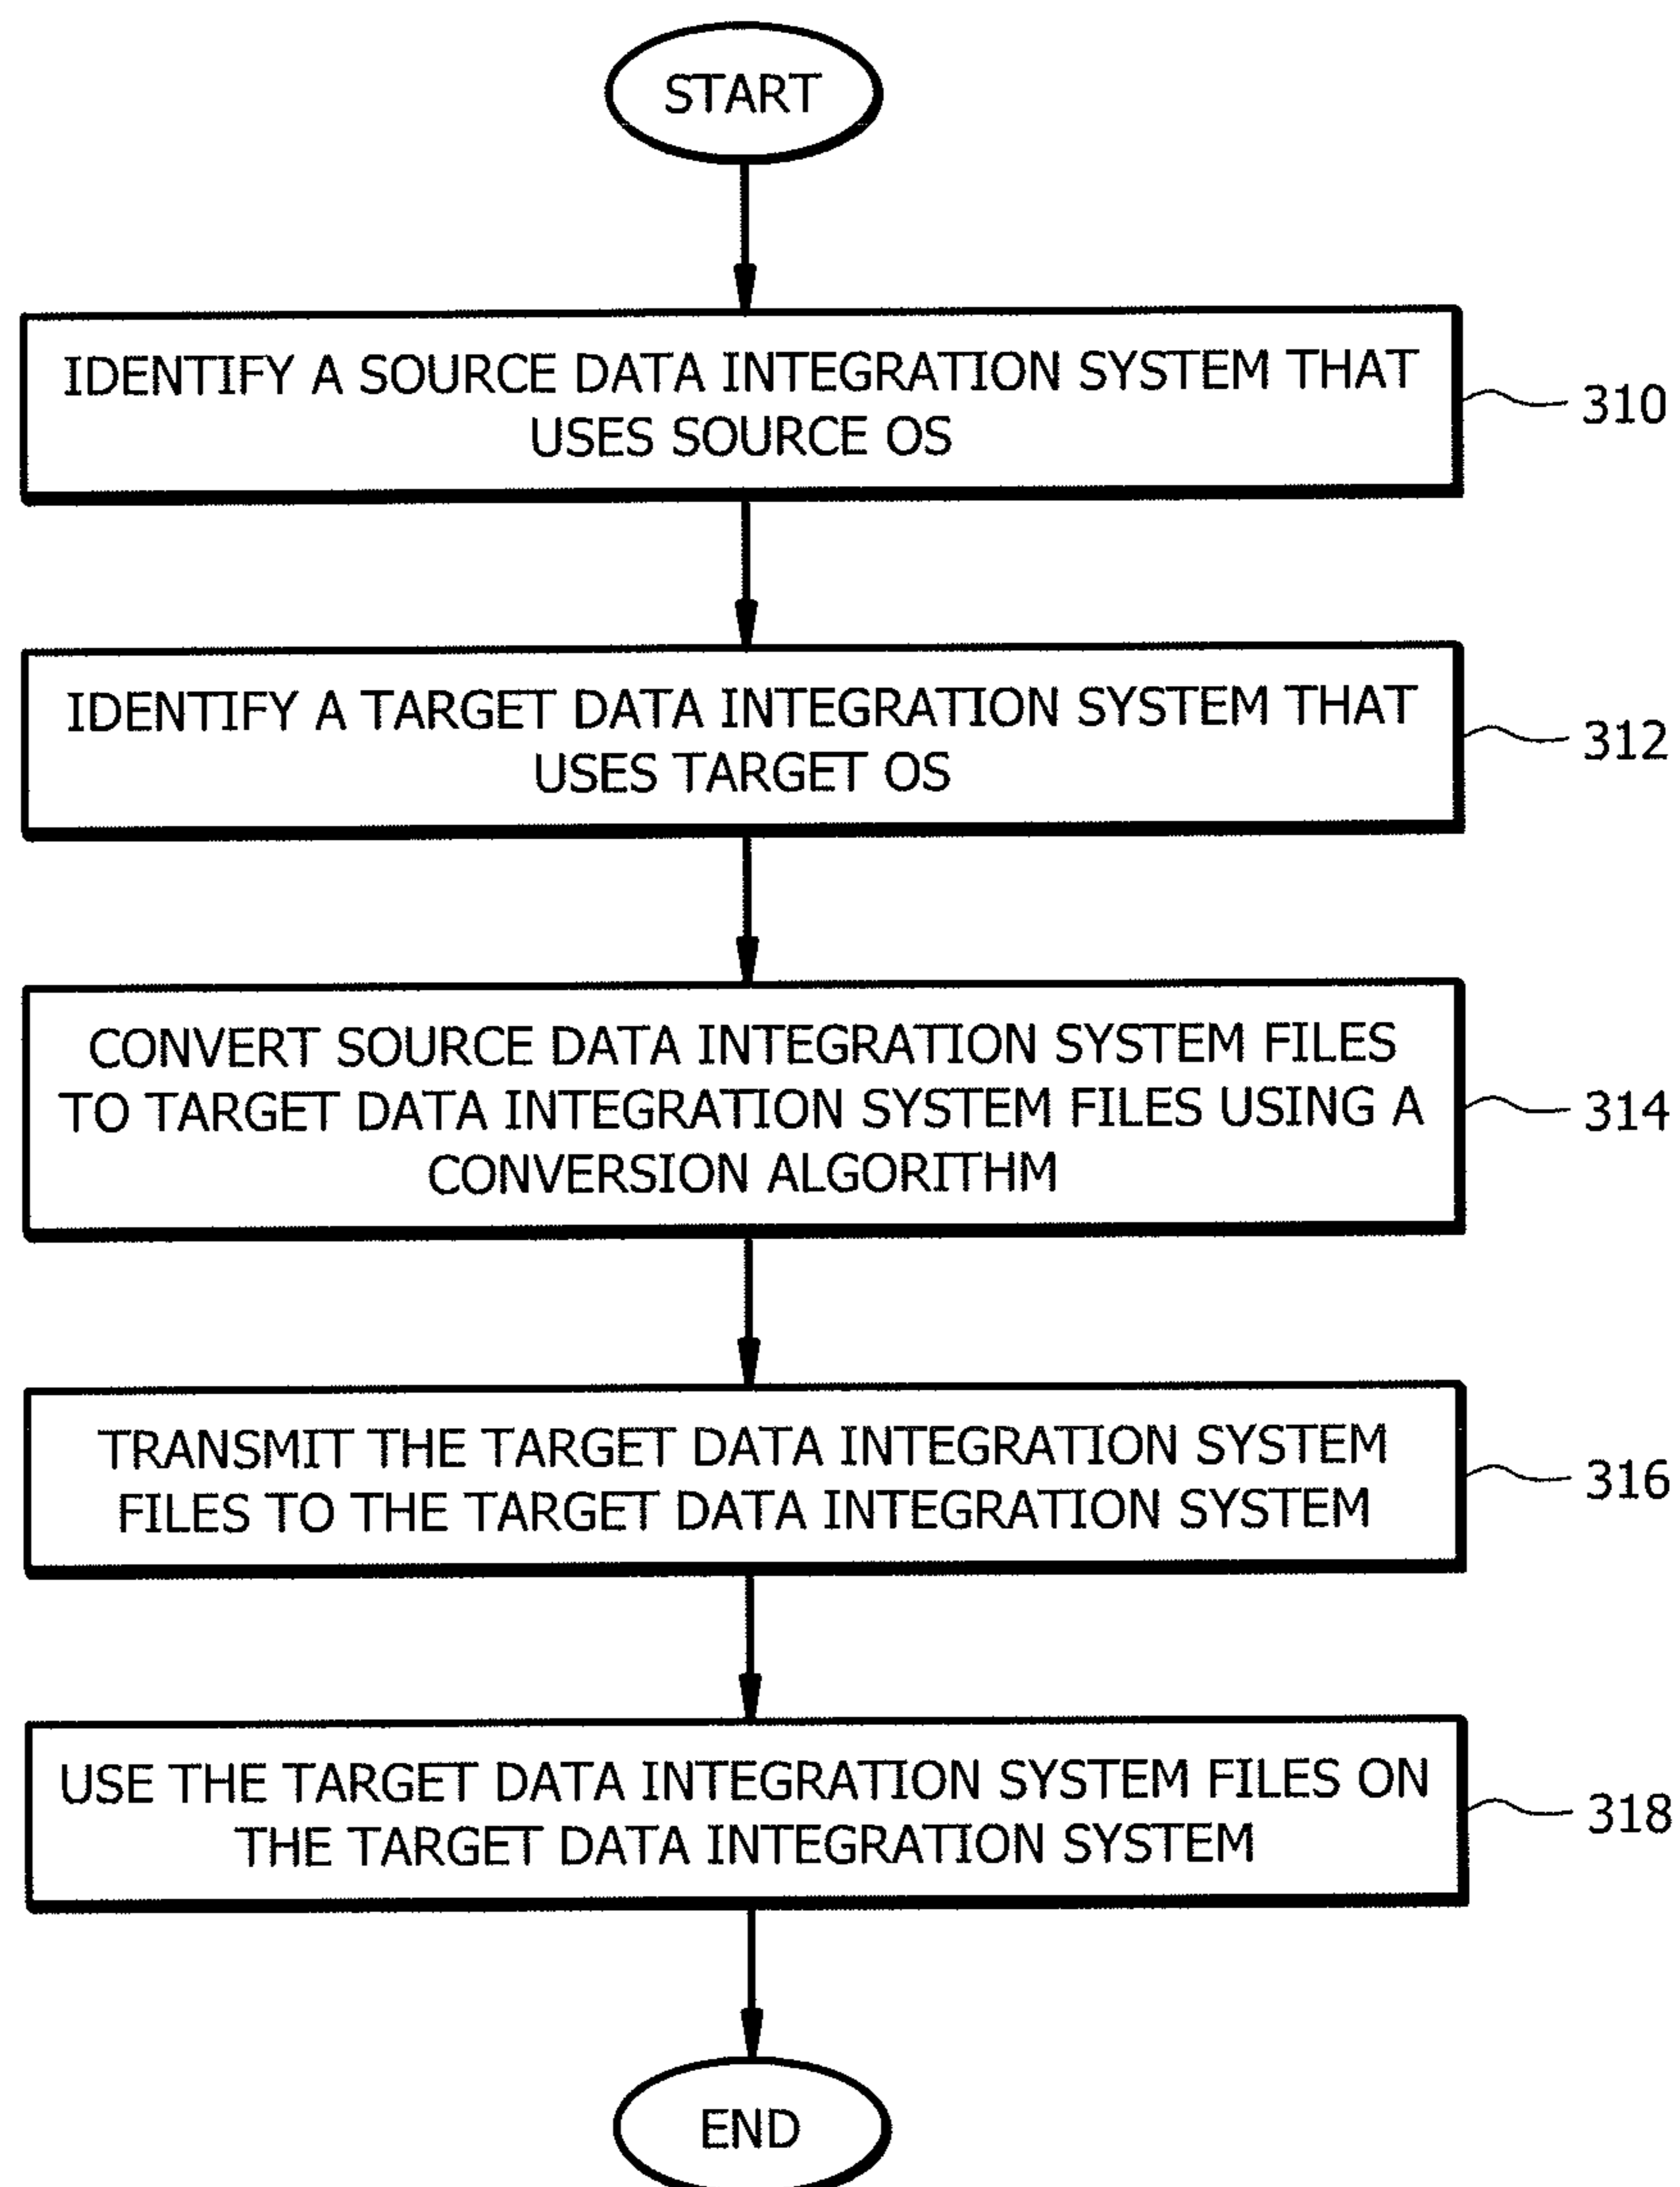 START
IDENTIFY A SOURCE DATA INTEGRATION SYSTEM THAT
USES SOURCE OS
310
IDENTIFY A TARGET DATA INTEGRATION SYSTEM THAT
USES TARGET OS
312
CONVERT SOURCE DATA INTEGRATION SYSTEM FILES
TO TARGET DATA INTEGRATION SYSTEM FILES USING A
CONVERSION ALGORITHM
314
TRANSMIT THE TARGET DATA INTEGRATION SYSTEM
FILES TO THE TARGET DATA INTEGRATION SYSTEM
316
USE THE TARGET DATA INTEGRATION SYSTEM FILES ON
THE TARGET DATA INTEGRATION SYSTEM
318
END